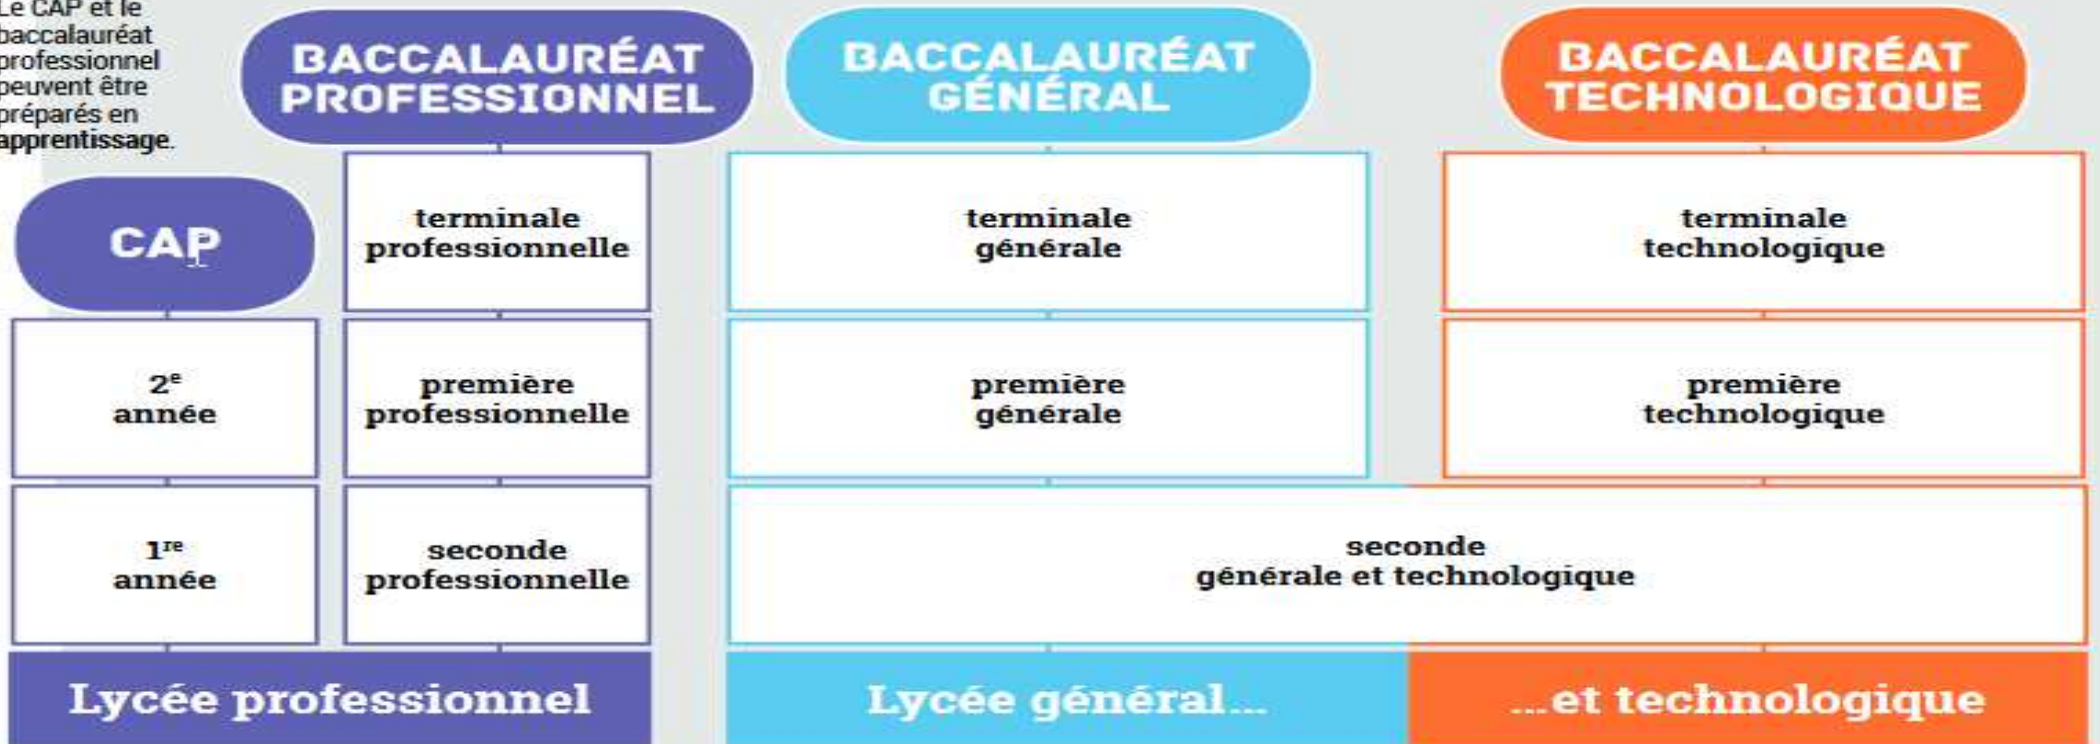 Le CAP et le
baccalauréat
professionnel
peuvent être
préparés en
apprentissage.
BACCALAURÉAT
PROFESSIONNEL
BACCALAURÉAT
GÉNÉRAL
BACCALAURÉAT
TECHNOLOGIQUE
CAP
terminale
professionnelle
terminale
générale
terminale
technologique
2e
année
première
professionnelle
première
générale
première
technologique
1re
année
seconde
professionnelle
seconde
générale et technologique
Lycée professionnel
Lycée général...
...et technologique